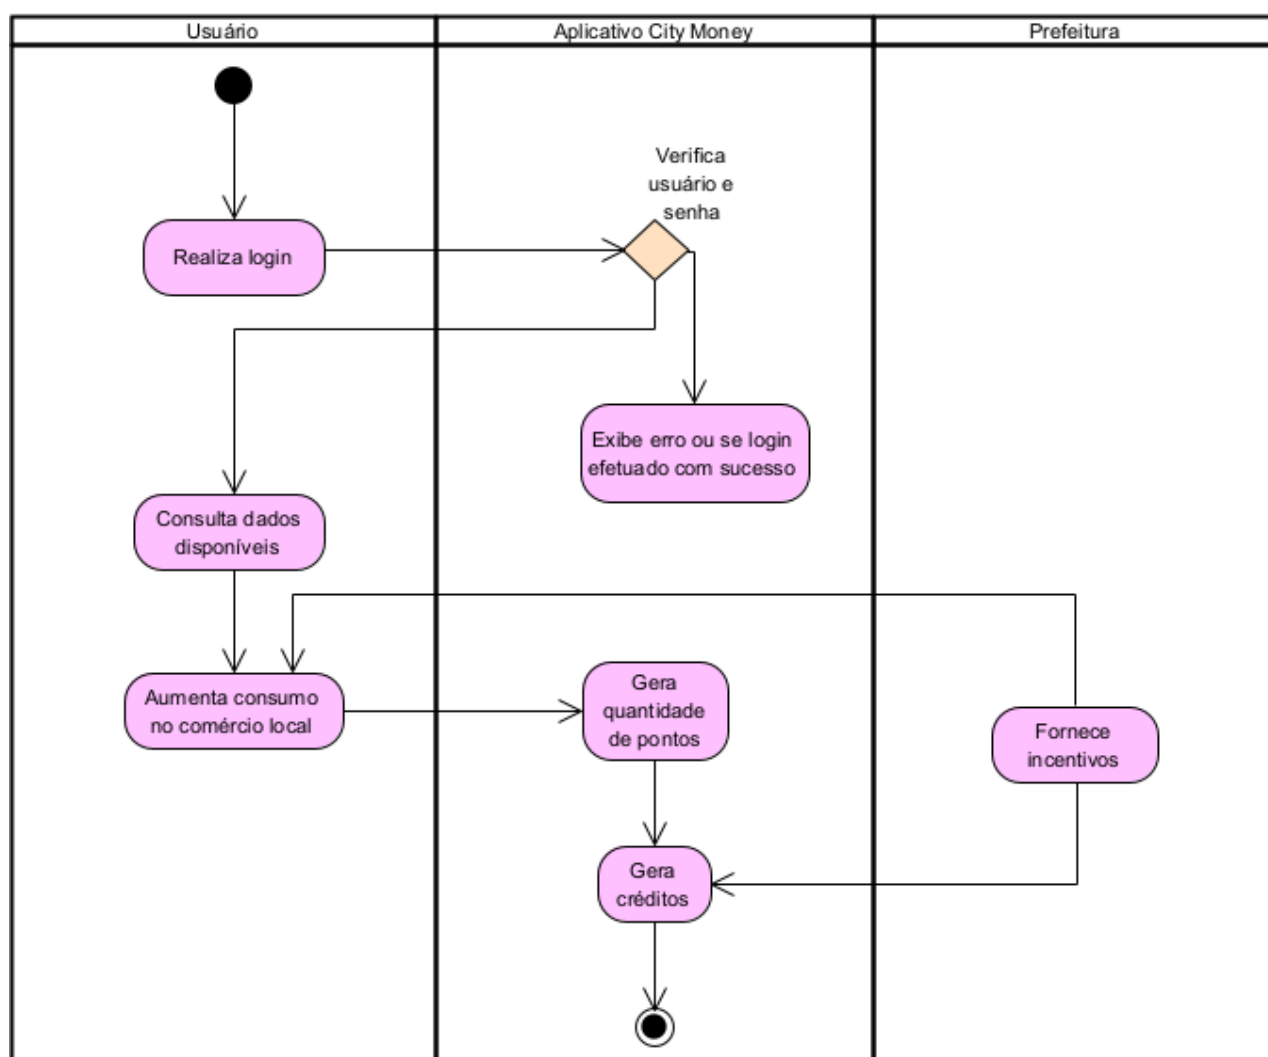 Usuário
Aplicativo City Money
Prefeitura
Verifica
usuário e
senha
Realiza login
Exibe erro ou se login
efetuado com sucesso
Consulta dados
disponíveis
Aumenta consumo
no comércio local
Gera
quantidade
de pontos
Fornece
incentivos
Gera
créditos